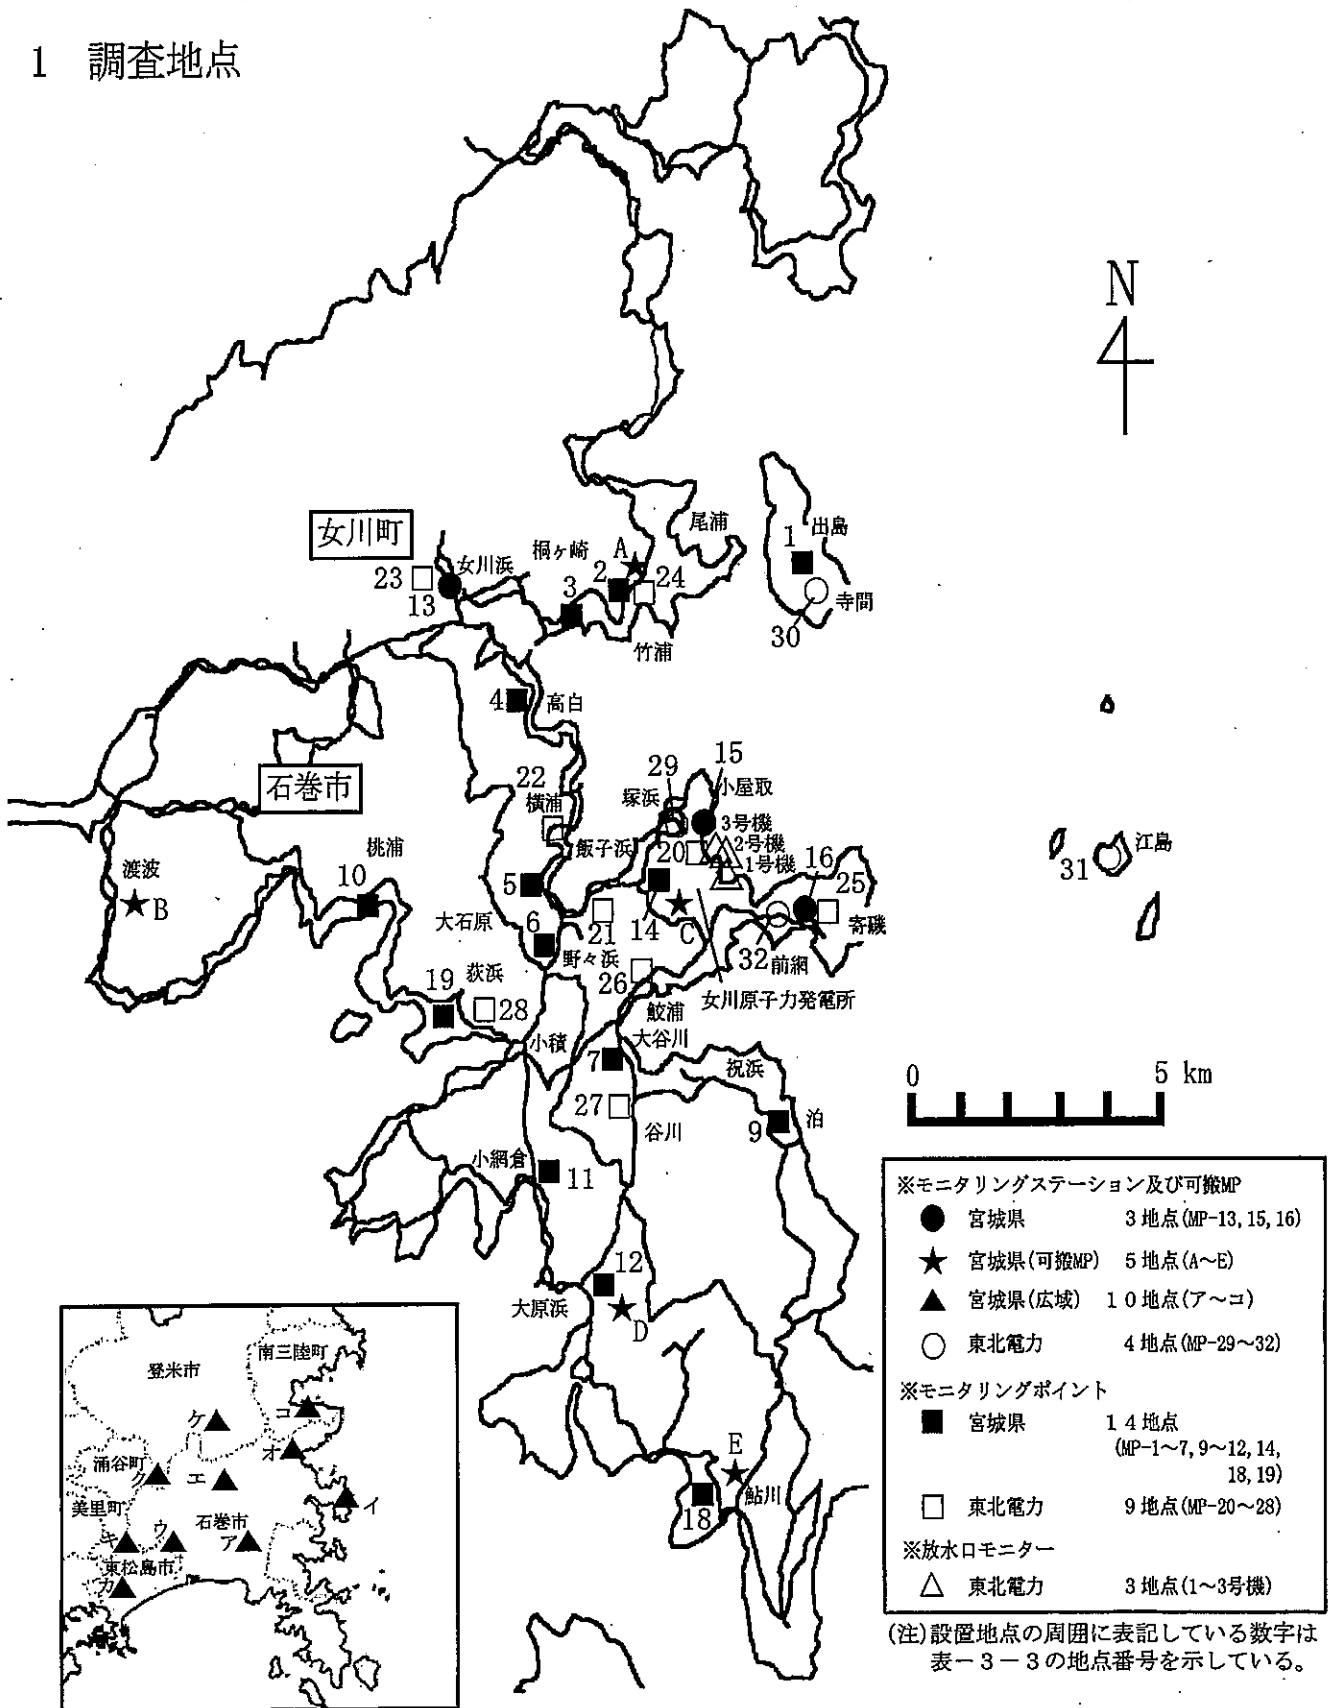 1 調査地点
N
尾浦
出島
1
女川町
桐ヶ崎
A
女川浜
23
13
2
24
3
寺間
30
竹浦
4
高白
石巻市
22
横浦
29
15
塚浜
小屋取
3号機
2号機
1号機
20
16
25
31
江島
渡波
B
桃浦
10
飯子浜
5
大石原
6
21
14
C
寄磯
32
前網
野々浜
26
女川原子力発電所
19
荻浜
28
鮫浦
小積
大谷川
7
祝浜
27
谷川
9
泊
0
5 km
小網倉
11
12
大原浜
D
E
18
鮎川
※モニタリングステーション及び可搬MP
宮城県 3地点(MP-13,15,16)
宮城県(可搬MP) 5地点(A~E)
宮城県(広域) 10地点(ア~コ)
東北電力 4地点(MP-29~32)
※モニタリングポイント
宮城県 14地点
(MP-1~7,9~12,14,
18,19)
東北電力 9地点(MP-20~28)
※放水口モニター
東北電力 3地点(1~3号機)
(注)設置地点の周囲に表記している数字は
表-3-3の地点番号を示している。
南三陸町
登米市
ケ
コ
オ
涌谷町
ク
エ
イ
美里町
石巻市
キ
ウ
ア
東松島市
カ